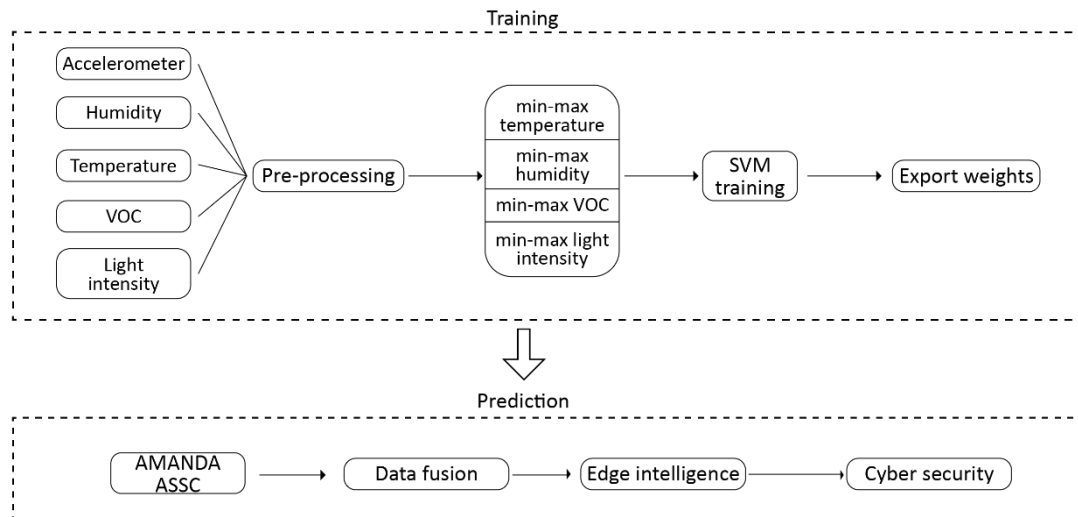 Training
Accelerometer
Humidity
Temperature
VOC
Light
intensity
Pre-processing
min-max
temperature
min-max
humidity
min-max VOC
min-max light
intensity
SVM
training
Export weights
Prediction
AMANDA
ASSC
Data fusion
Edge intelligence
Cyber security